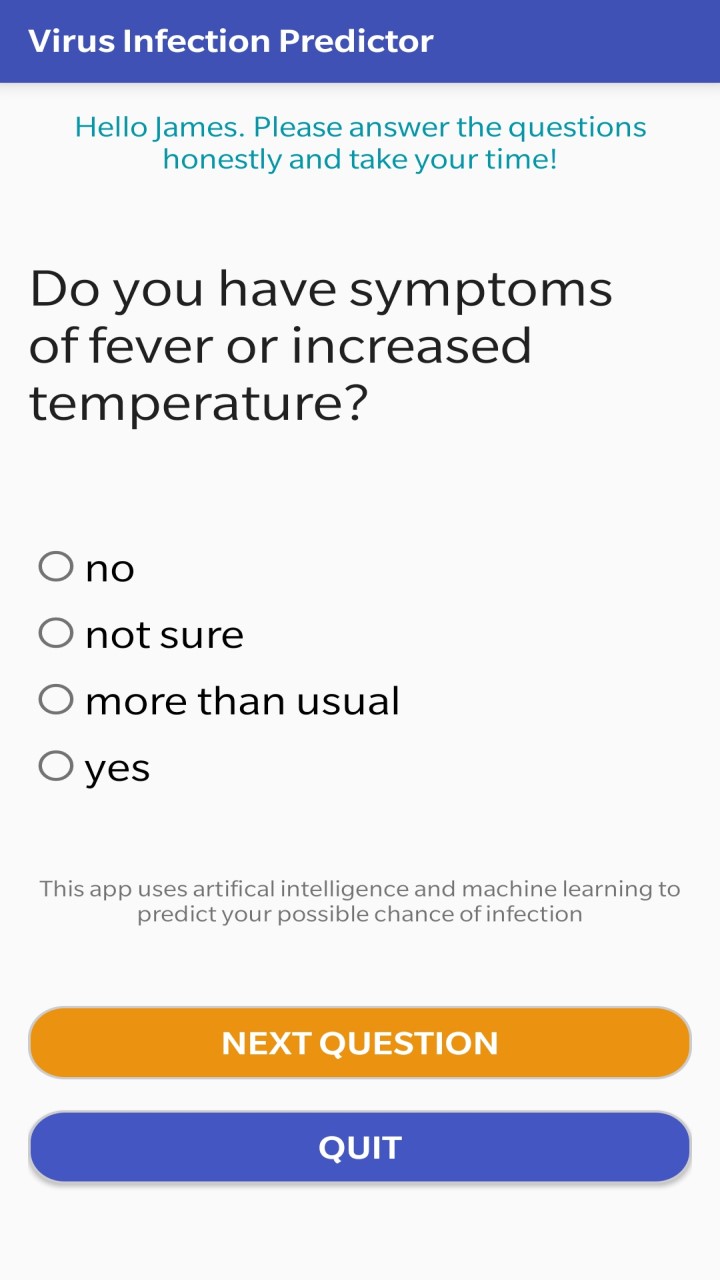 Virus Infection Predictor
Hello James. Please answer the questions
honestly and take your time!
Do you have symptoms
of fever or increased
temperature?
no
not sure
more than usual
yes
This app uses artifical intelligence and machine learning to
predict your possible chance of infection
NEXT QUESTION
QUIT